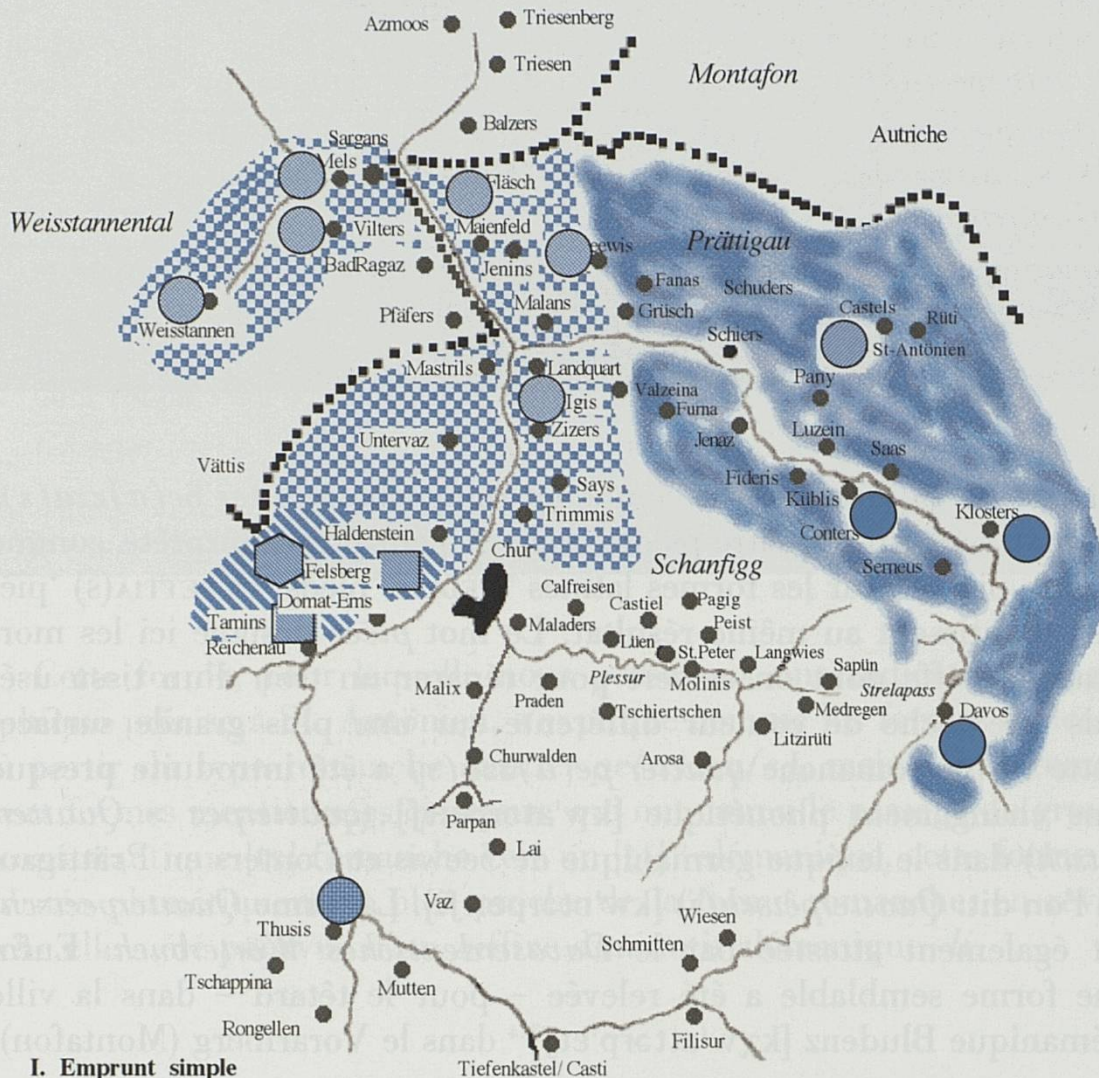 Azmoos
Triesenberg
Triesen
Montafon
Balzers
Autriche
Sargans
Mels
Fläsch
Weisstannental
Vilters
Maienfeld
eewis
Prättigau
BadRagaz
Jenins
Fanas
Schuders
Weisstannen
Pfäfers
Malans
Grüsch
Castels
Rüti
Schiers
St-Antönien
Mastrils
Landquart
Pany
Igis
Valzeina
Furna
Zizers
Jenaz
Luzein
Untervaz
Saas
Vättis
Says
Fideris
Küblis
Trimmis
Conters
Klosters
Haldenstein
Chur
Schanfigg
Serneus
Felsberg
Domat-Ems
Calfreisen
Castiel
Pagig
Tamins
Maladers
Lien
Peist
Reichenau
St.Peter
Langwies
Sapün
Malix
Plessur
Molinis
Strelapass
Praden
Tschiertschen
Medregen
Davos
Litzirüti
Churwalden
Arosa
Parpan
Lai
Vaz
Wiesen
Thusis
Schmitten
Tschappina
Mutten
Rongellen
Filisur
I. Emprunt simple
Tiefenkastel/ Casti